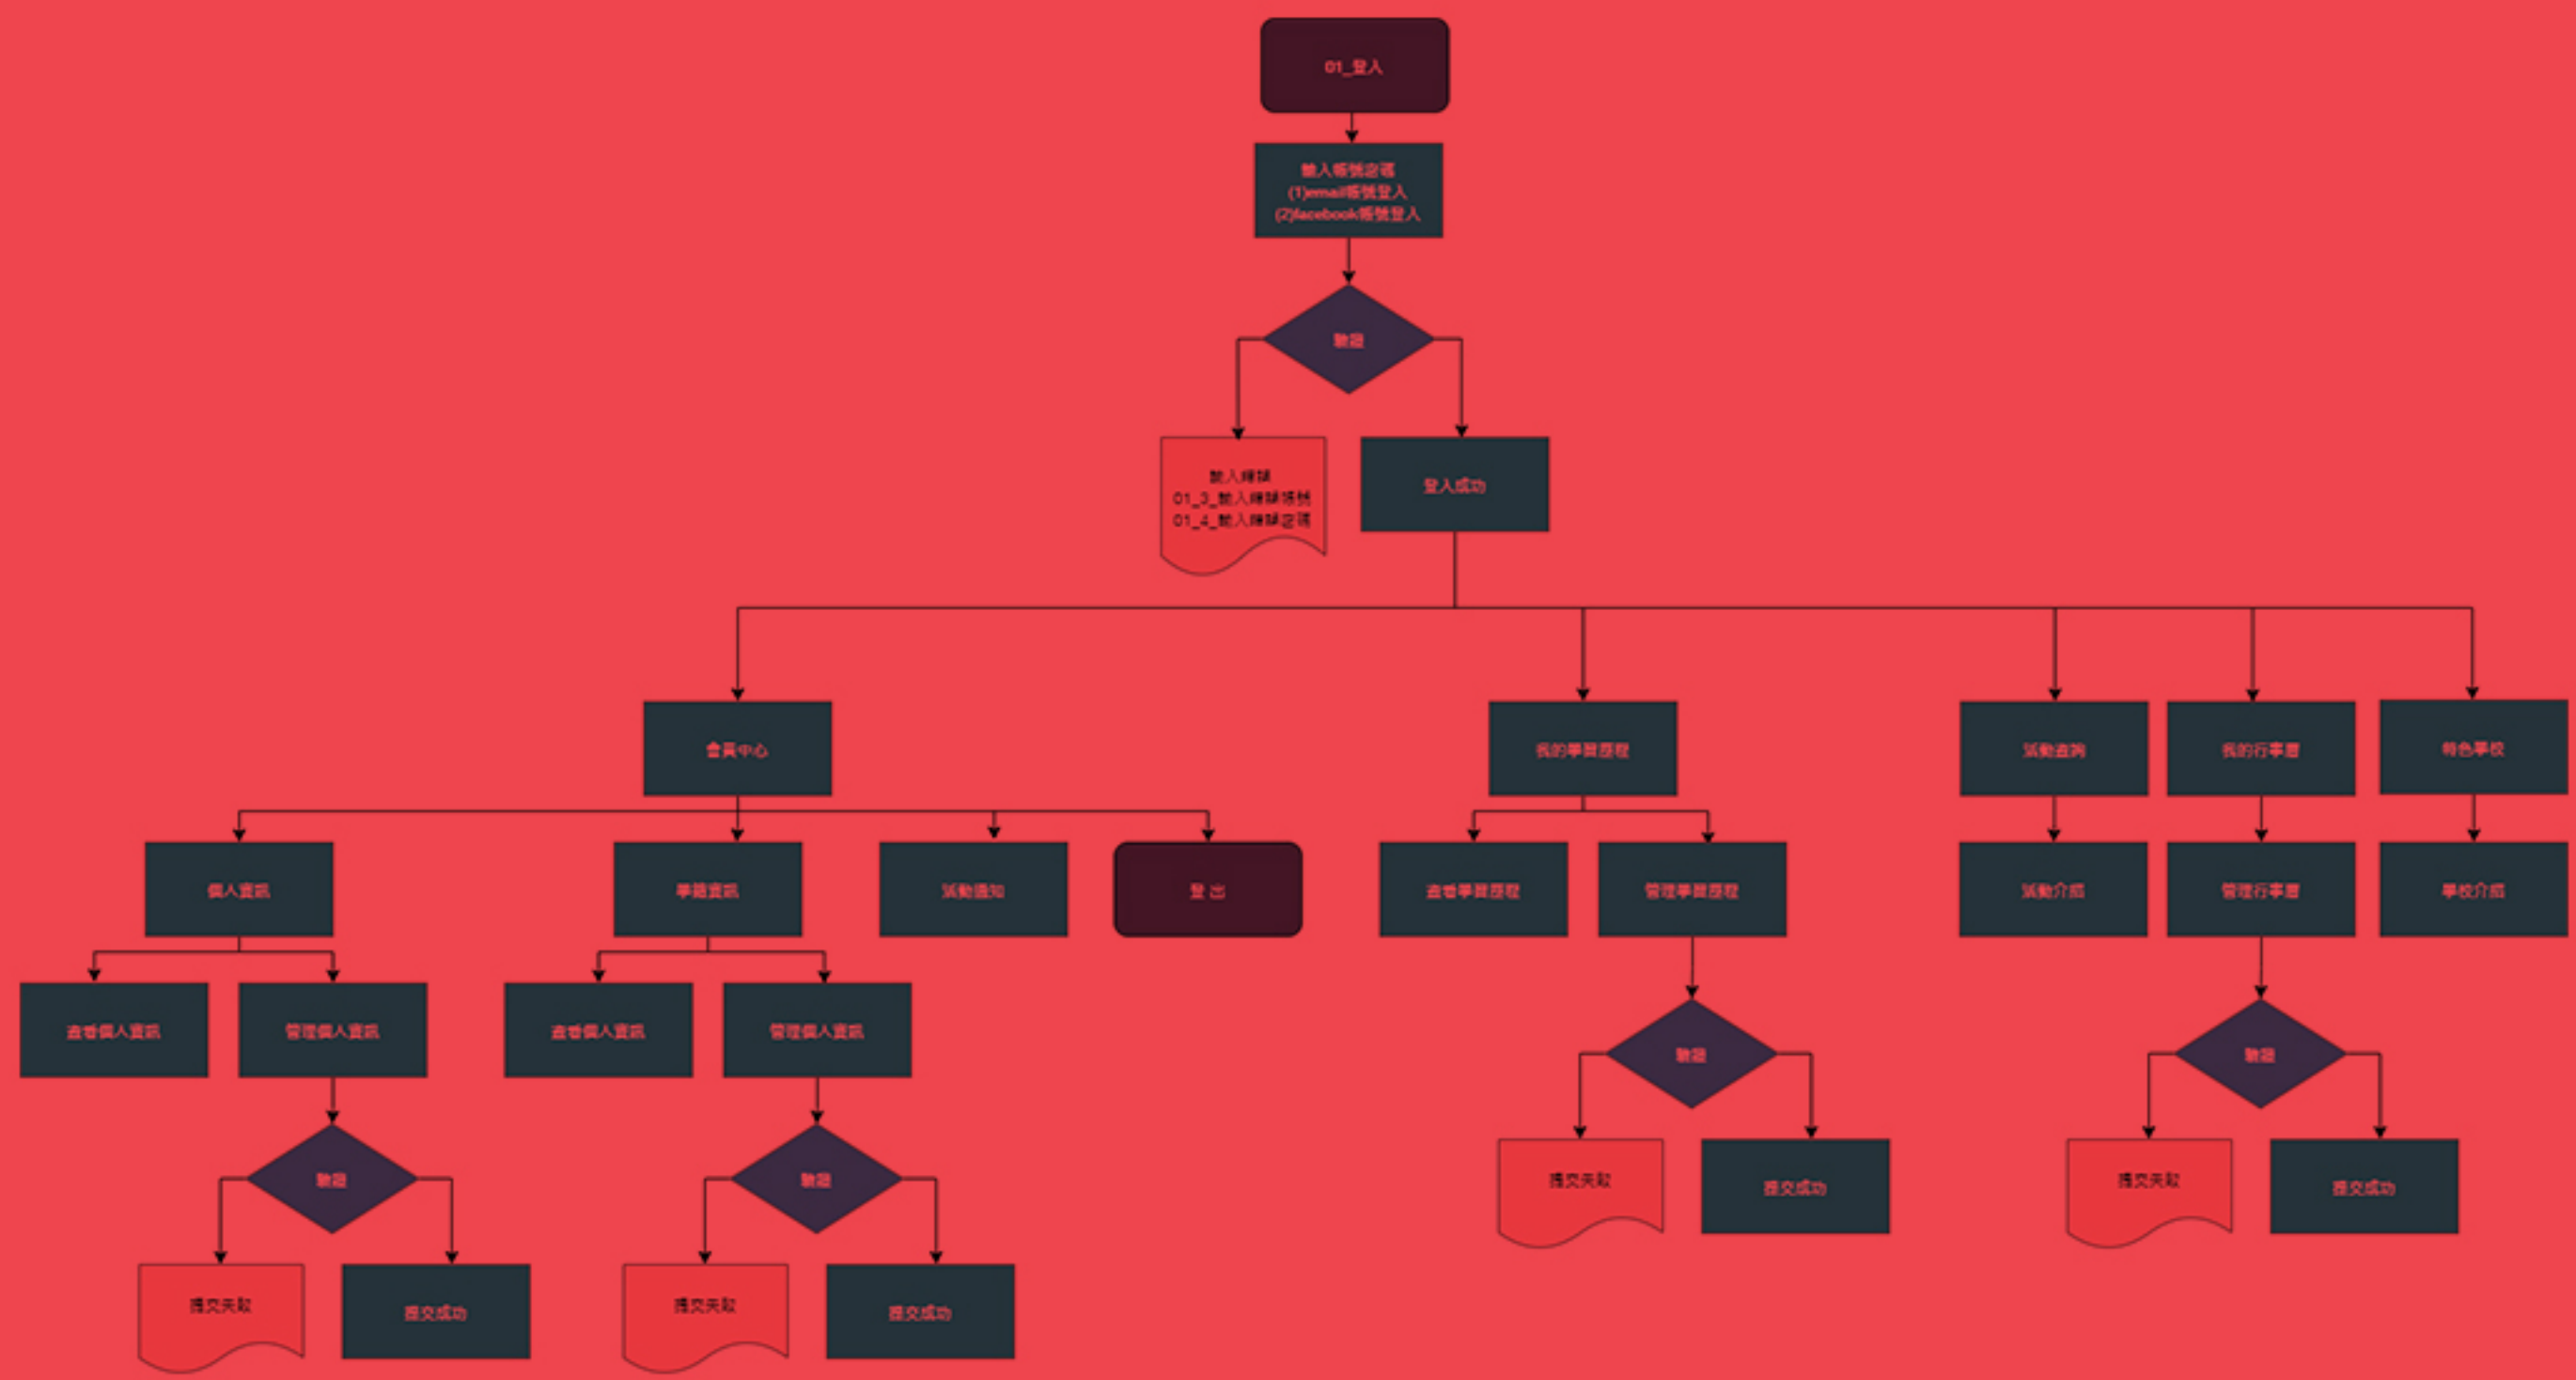 01_登入
輸入帳號密碼
(1)email帳號登入
(2)facebook帳號登入
驗證
輸入錯誤
01_3_輸入錯誤帳號
01_4_輸入錯誤密碼
登入成功
會員中心
我的學習歷程
活動查詢
我的行事曆
特色學校
個人資訊
學籍資訊
活動通知
登 出
查看學習歷程
管理學習歷程
活動介紹
管理行事曆
學校介紹
查看個人資訊
管理個人資訊
查看個人資訊
管理個人資訊
驗證
驗證
驗證
驗證
提交失敗
提交成功
提交失敗
提交成功
提交失敗
提交成功
提交失敗
提交成功